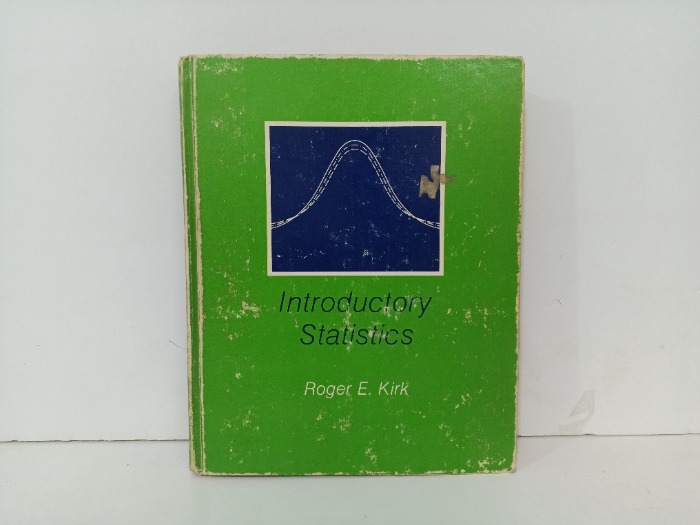 Introductory
Statistics
Roger E. Kirk